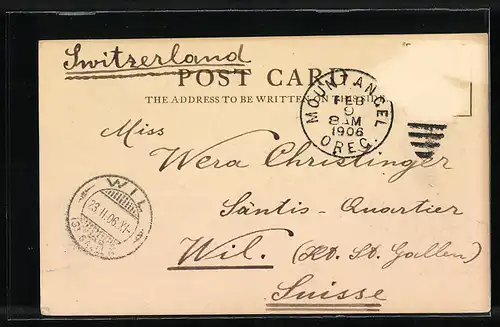 Switzerland
POST CARD
THE ADDRESS TO BE WRITTEN ON THIS SIDE
MOUNT ANGEL
FEB
9
8 AM
1906
OREG.
Miss
Wera Christinger
Säntis-Quartier
Wil. (Kt. St. Gallen)
Suisse
WIL
23.II.06.XI-